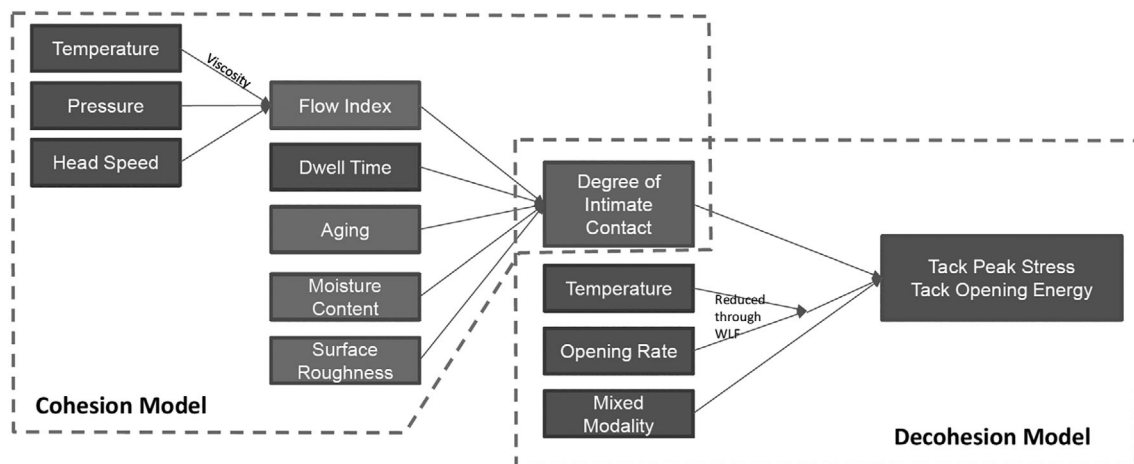 Temperature
Viscosity
Pressure
Flow Index
Head Speed
Dwell Time
Degree of
Intimate
Contact
Aging
Moisture
Content
Surface
Roughness
Cohesion Model
Temperature
Reduced
through
WLF
Opening Rate
Mixed
Modality
Tack Peak Stress
Tack Opening Energy
Decohesion Model